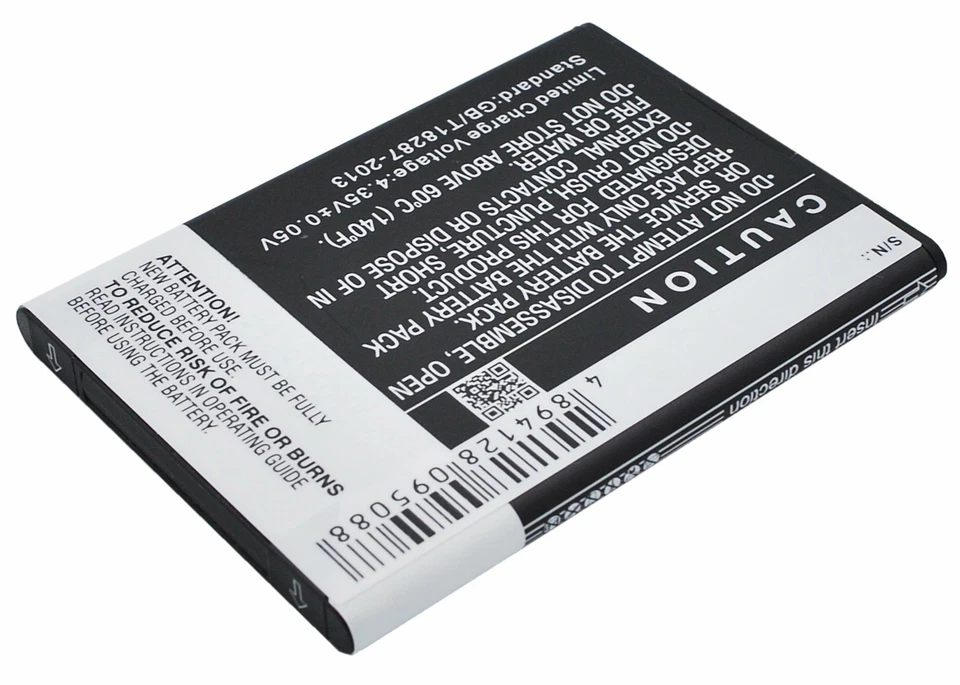 S/N.:
CAUTION
•DO NOT ATTEMPT TO DISASSEMBLE, OPEN
OR SERVICE THE BATTERY PACK.
•REPLACE ONLY WITH THE BATTERY PACK
DESIGNATED FOR THIS PRODUCT.
•DO NOT CRUSH, PUNCTURE, SHORT
EXTERNAL CONTACTS OR DISPOSE OF IN
FIRE OR WATER.
•DO NOT STORE ABOVE 60℃ (140℉).
Limited Charge Voltage:4.35V±0.05V
Standard:GB/T18287-2013
ATTENTION!
NEW BATTERY PACK MUST BE FULLY
CHARGED BEFORE USE.
TO REDUCE RISK OF FIRE OR BURNS
READ INSTRUCTIONS IN OPERATING GUIDE
BEFORE USING THE BATTERY.
4 894128 095088
Insert this direction